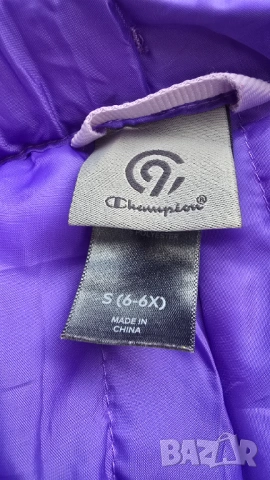 Champion®
S (6-6X)
MADE IN
CHINA
BAZAR